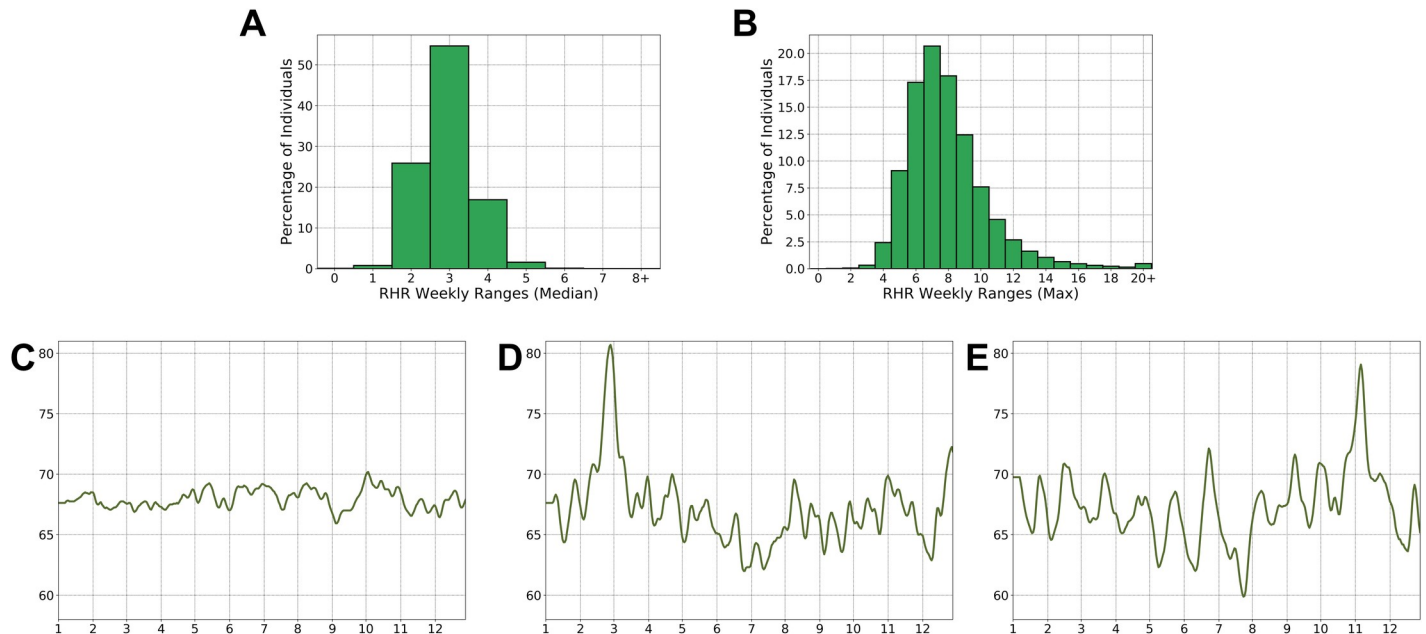 A
Percentage of Individuals
50
40
30
20
10
0
0 1 2 3 4 5 6 7 8+
RHR Weekly Ranges (Median)
B
Percentage of Individuals
20.0
17.5
15.0
12.5
10.0
7.5
5.0
2.5
0.0
0 2 4 6 8 10 12 14 16 18 20+
RHR Weekly Ranges (Max)
C
80
75
70
65
60
1 2 3 4 5 6 7 8 9 10 11 12
D
80
75
70
65
60
1 2 3 4 5 6 7 8 9 10 11 12
E
80
75
70
65
60
1 2 3 4 5 6 7 8 9 10 11 12